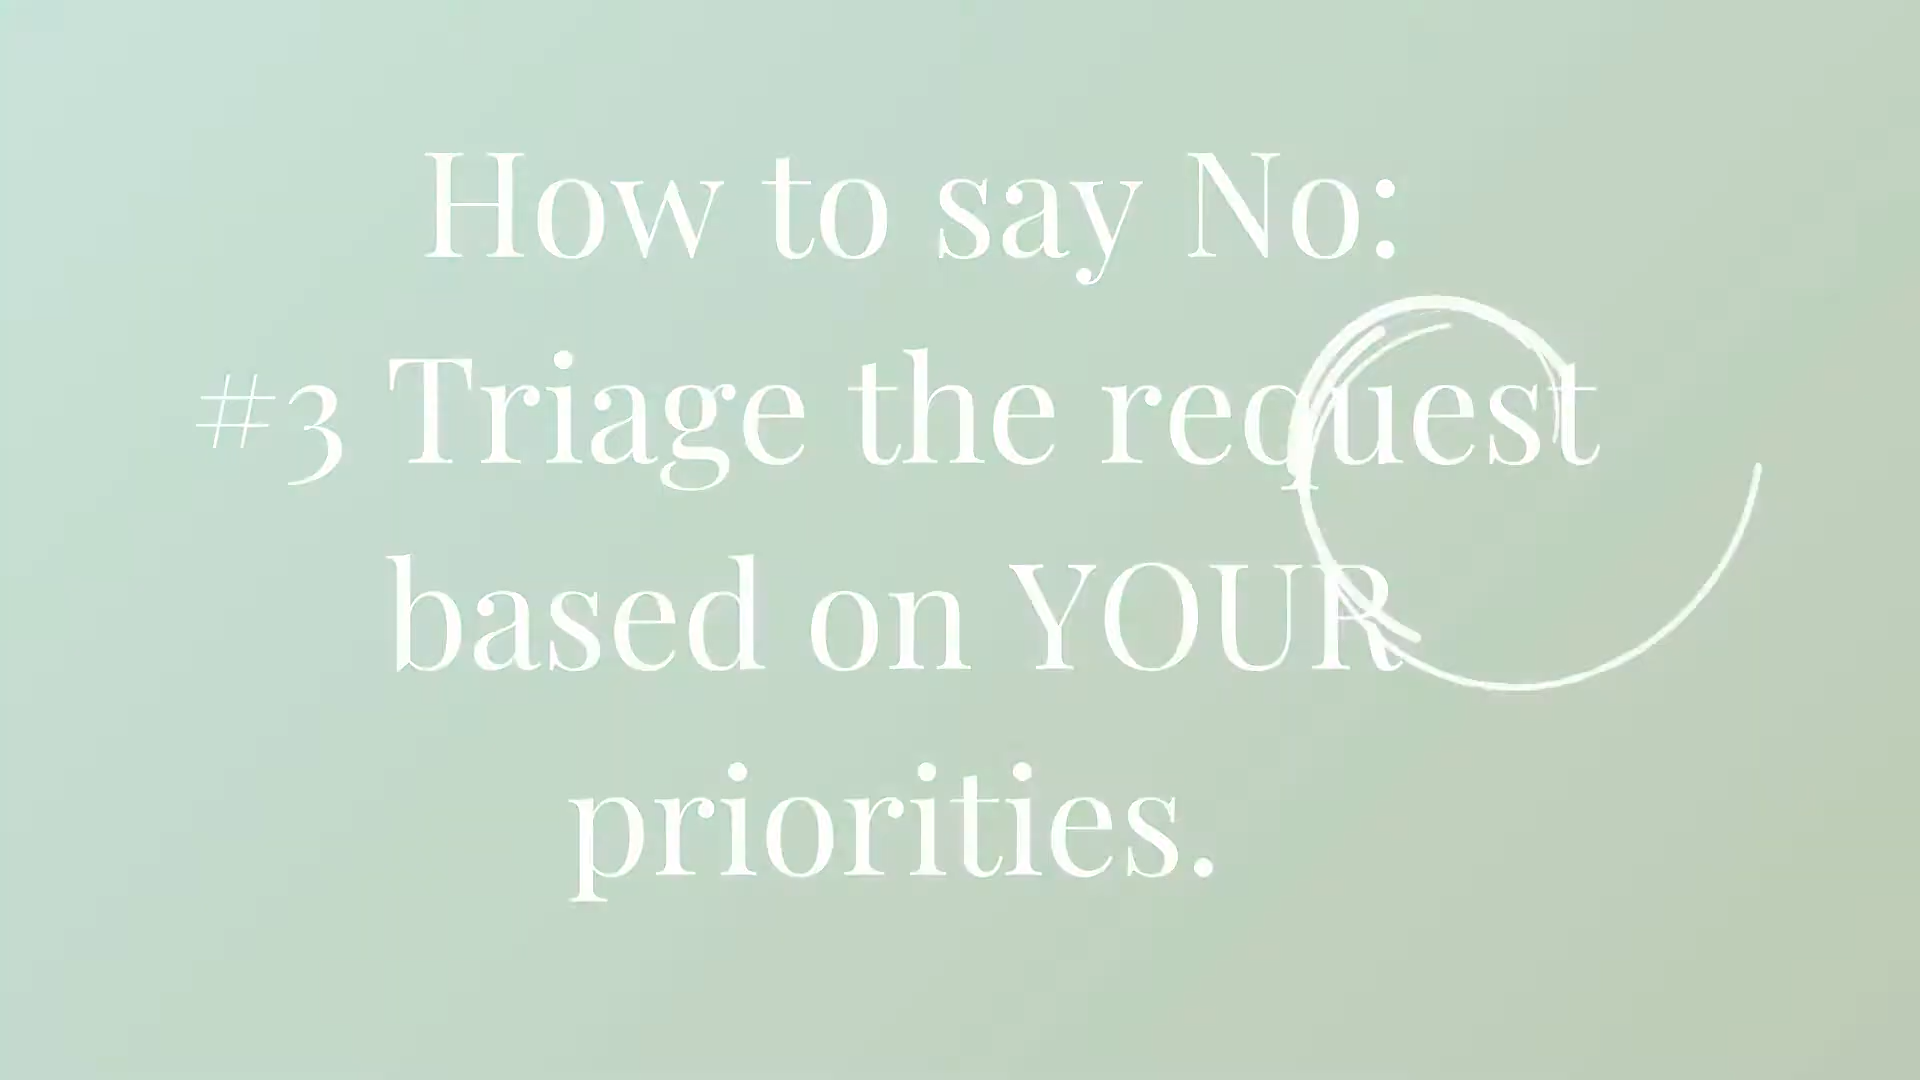 How to say No:
#3 Triage the request
based on YOUR
priorities.